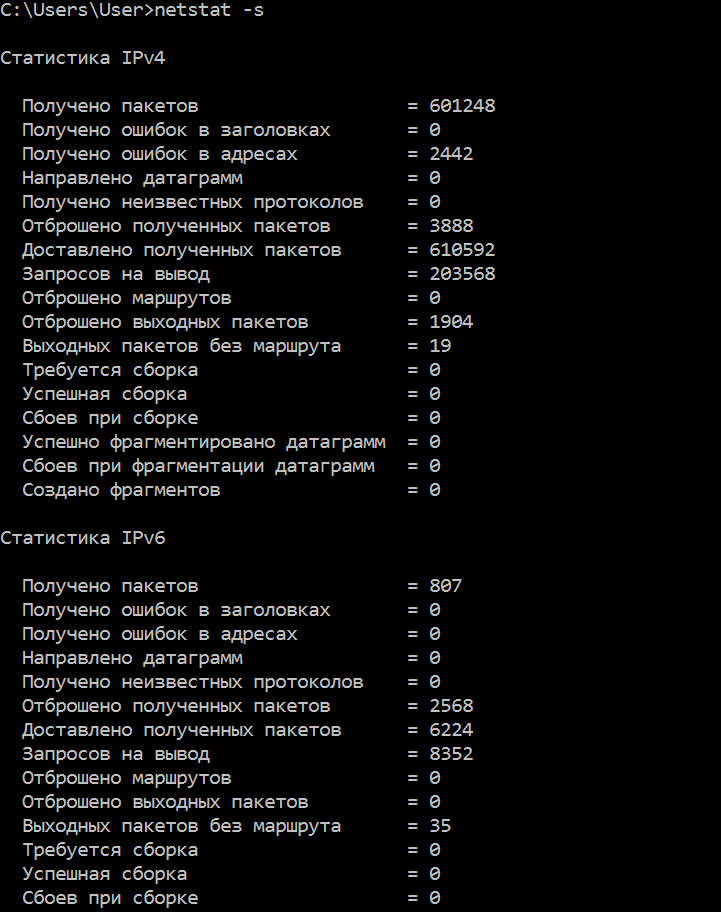 C:\Users\User>netstat -s
Статистика IPv4
Получено пакетов = 601248
Получено ошибок в заголовках = 0
Получено ошибок в адресах = 2442
Направлено датаграмм = 0
Получено неизвестных протоколов = 0
Отброшено полученных пакетов = 3888
Доставлено полученных пакетов = 610592
Запросов на вывод = 203568
Отброшено маршрутов = 0
Отброшено выходных пакетов = 1904
Выходных пакетов без маршрута = 19
Требуется сборка = 0
Успешная сборка = 0
Сбоев при сборке = 0
Успешно фрагментировано датаграмм = 0
Сбоев при фрагментации датаграмм = 0
Создано фрагментов = 0
Статистика IPv6
Получено пакетов = 807
Получено ошибок в заголовках = 0
Получено ошибок в адресах = 0
Направлено датаграмм = 0
Получено неизвестных протоколов = 0
Отброшено полученных пакетов = 2568
Доставлено полученных пакетов = 6224
Запросов на вывод = 8352
Отброшено маршрутов = 0
Отброшено выходных пакетов = 0
Выходных пакетов без маршрута = 35
Требуется сборка = 0
Успешная сборка = 0
Сбоев при сборке = 0